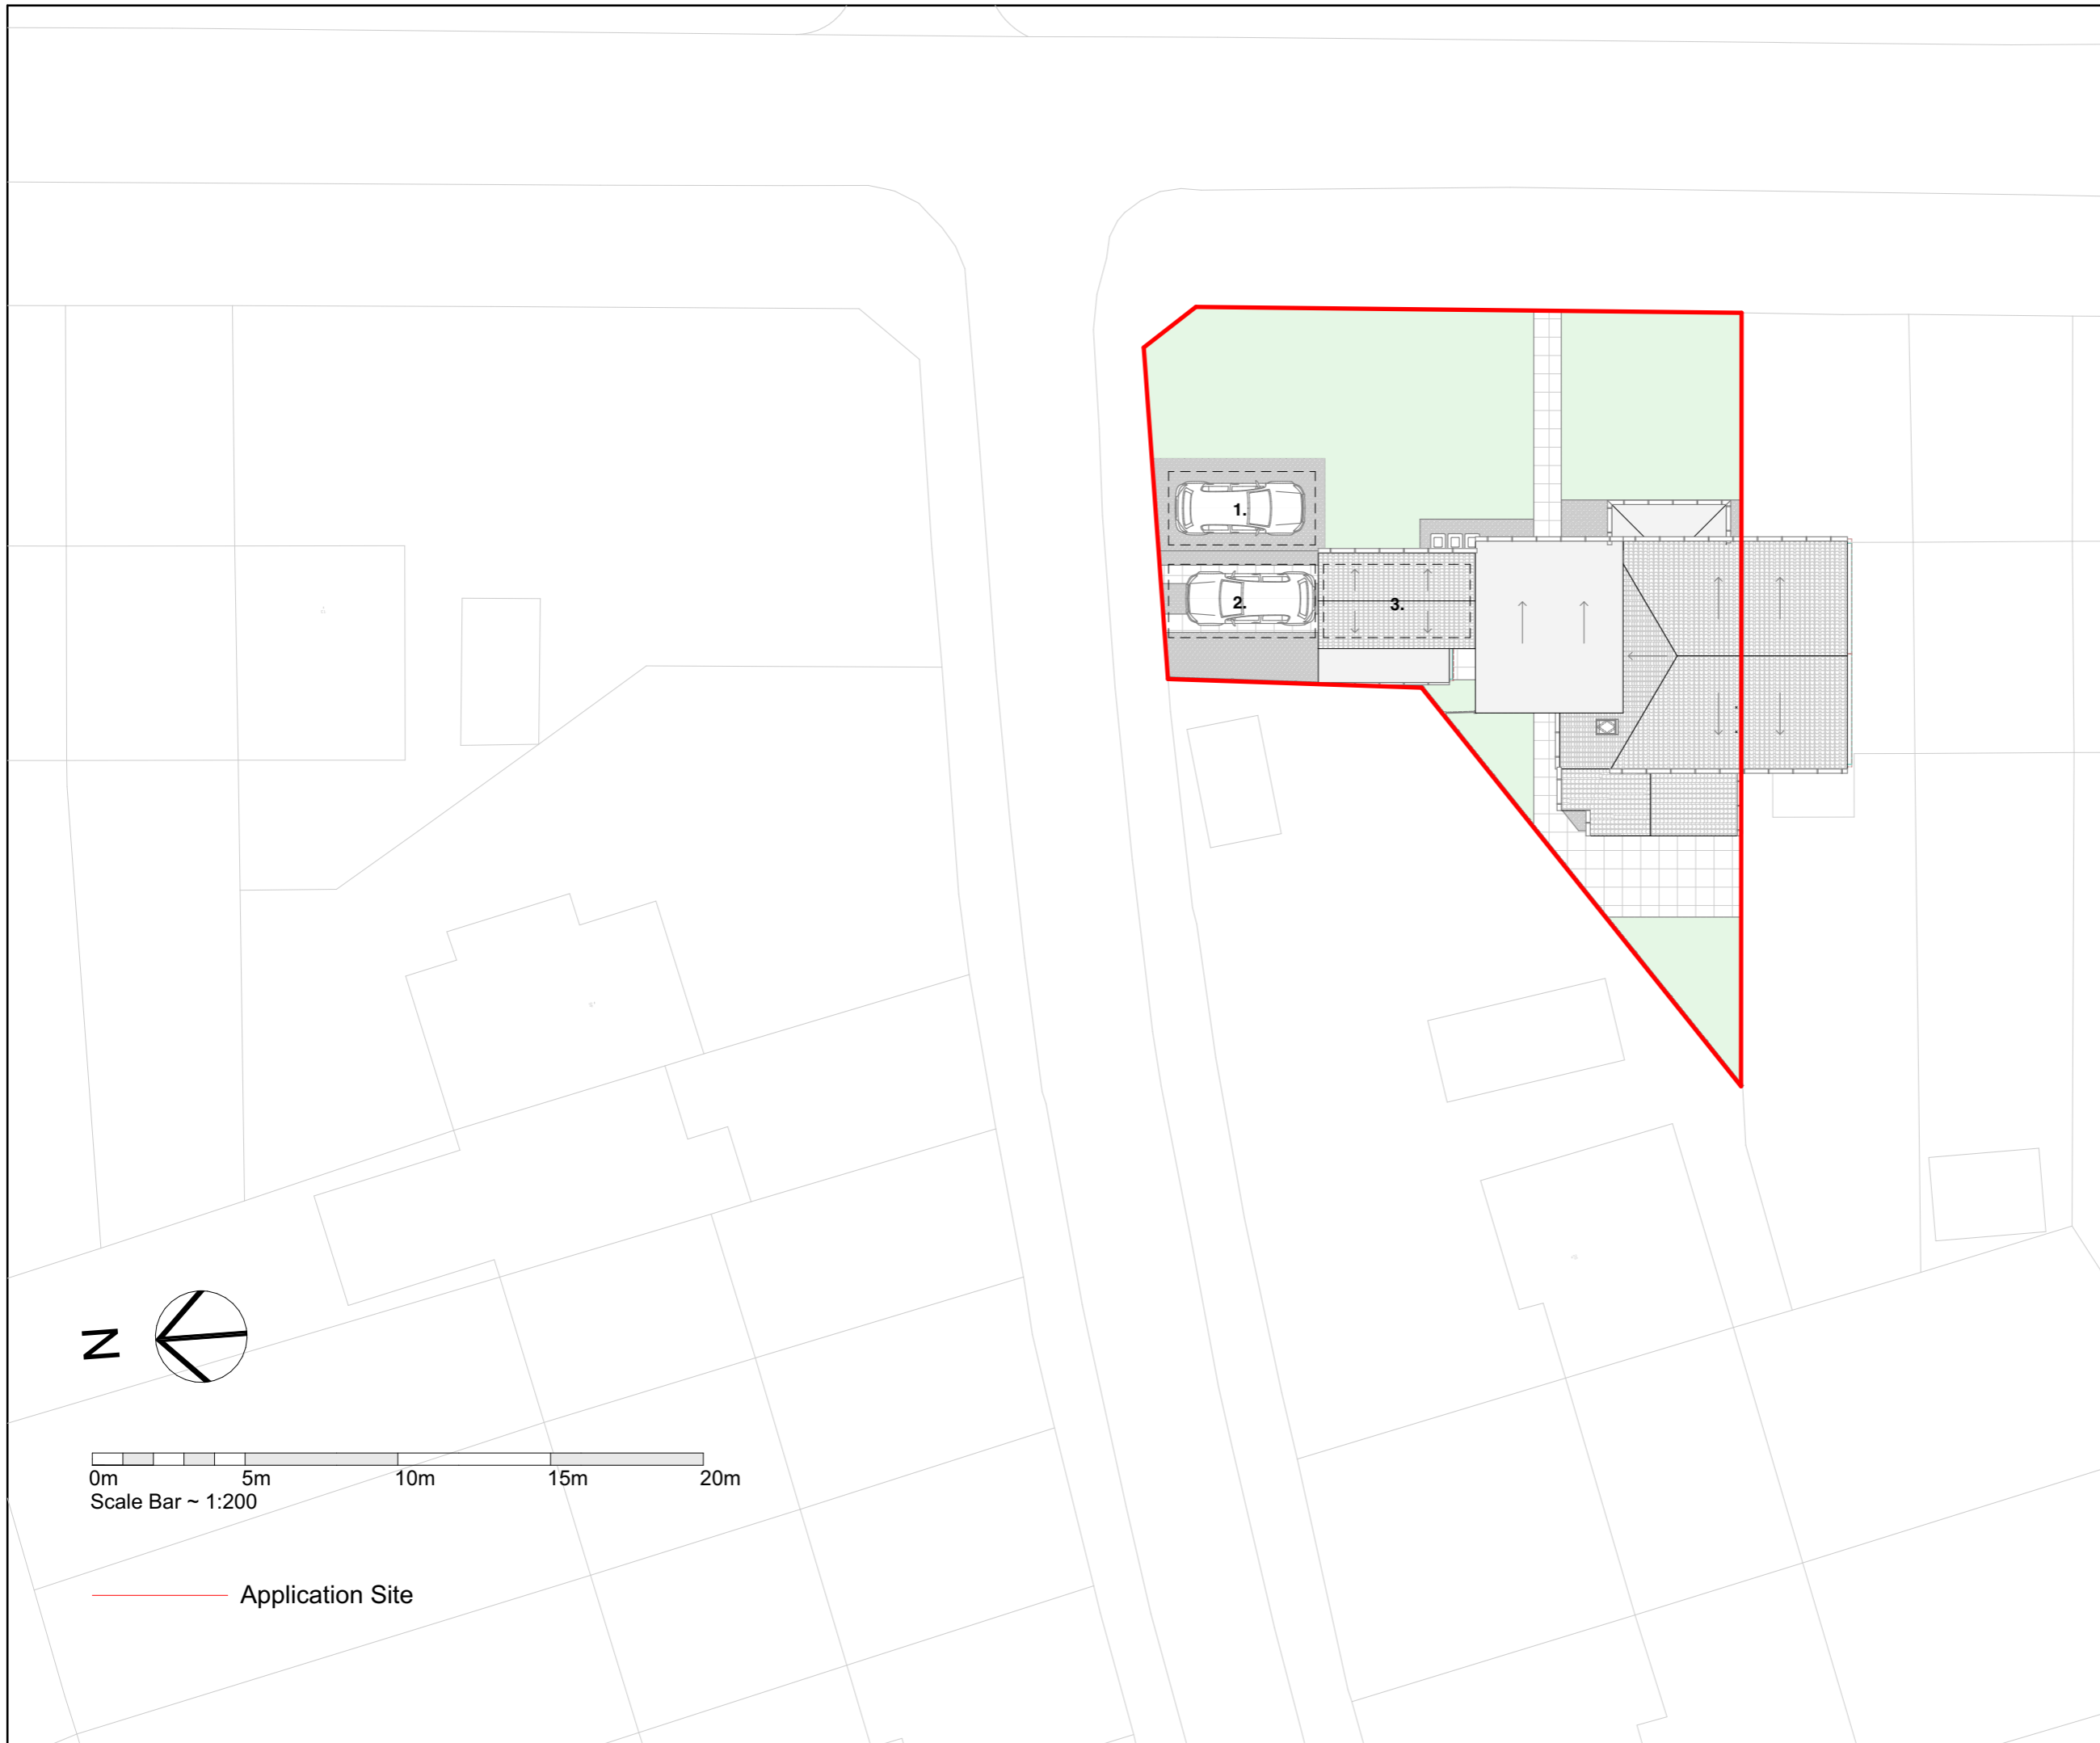 1.
2.
3.
N
0m 5m 10m 15m 20m
Scale Bar ~ 1:200
Application Site